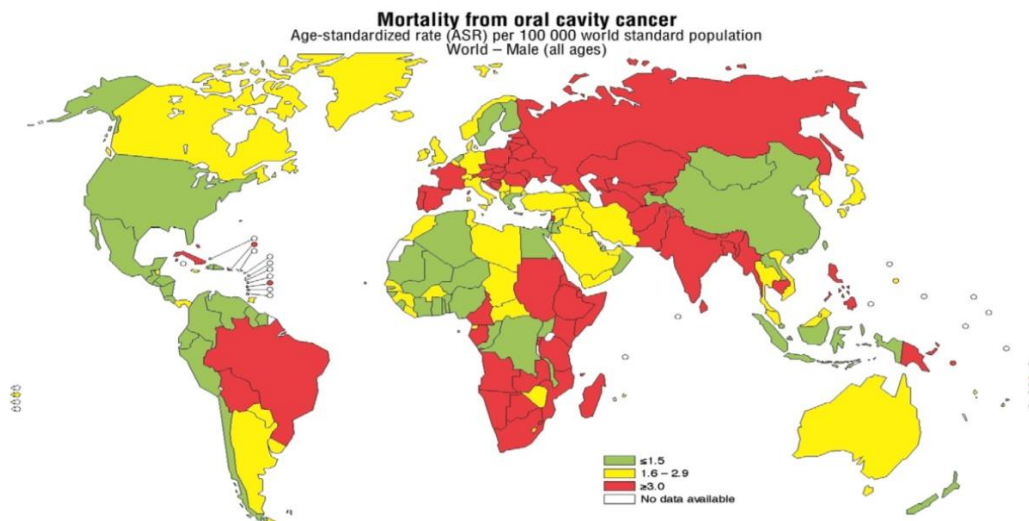 Mortality from oral cavity cancer
Age-standardized rate (ASR) per 100 000 world standard population
World – Male (all ages)
≤1.5
1.6 – 2.9
≥3.0
No data available